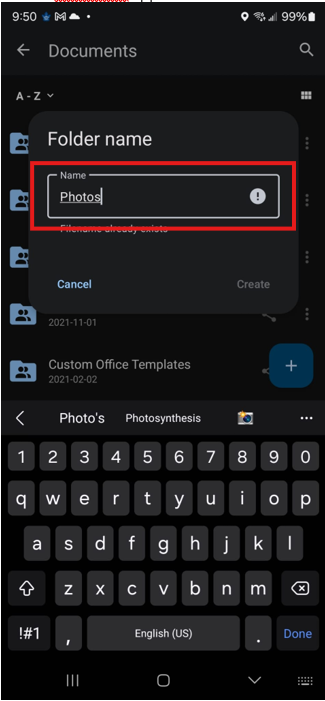 9:50
99%
Documents
A - Z
Folder name
Name
Photos
Filename already exists
Cancel
Create
2021-11-01
Custom Office Templates
2021-02-02
+
Photo's Photosynthesis
1 2 3 4 5 6 7 8 9 0
q w e r t y u i o p
a s d f g h j k l
z x c v b n m
!#1 , English (US) . Done